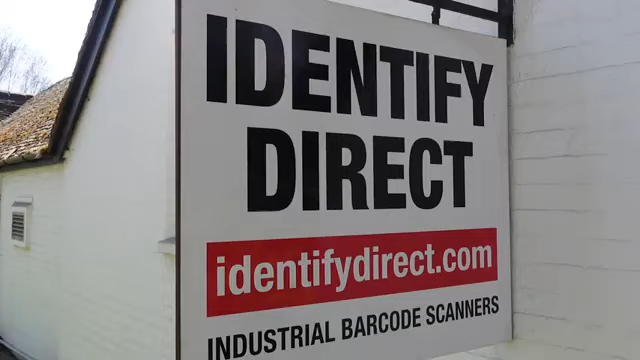 IDENTIFY
DIRECT
identifydirect.com
INDUSTRIAL BARCODE SCANNERS